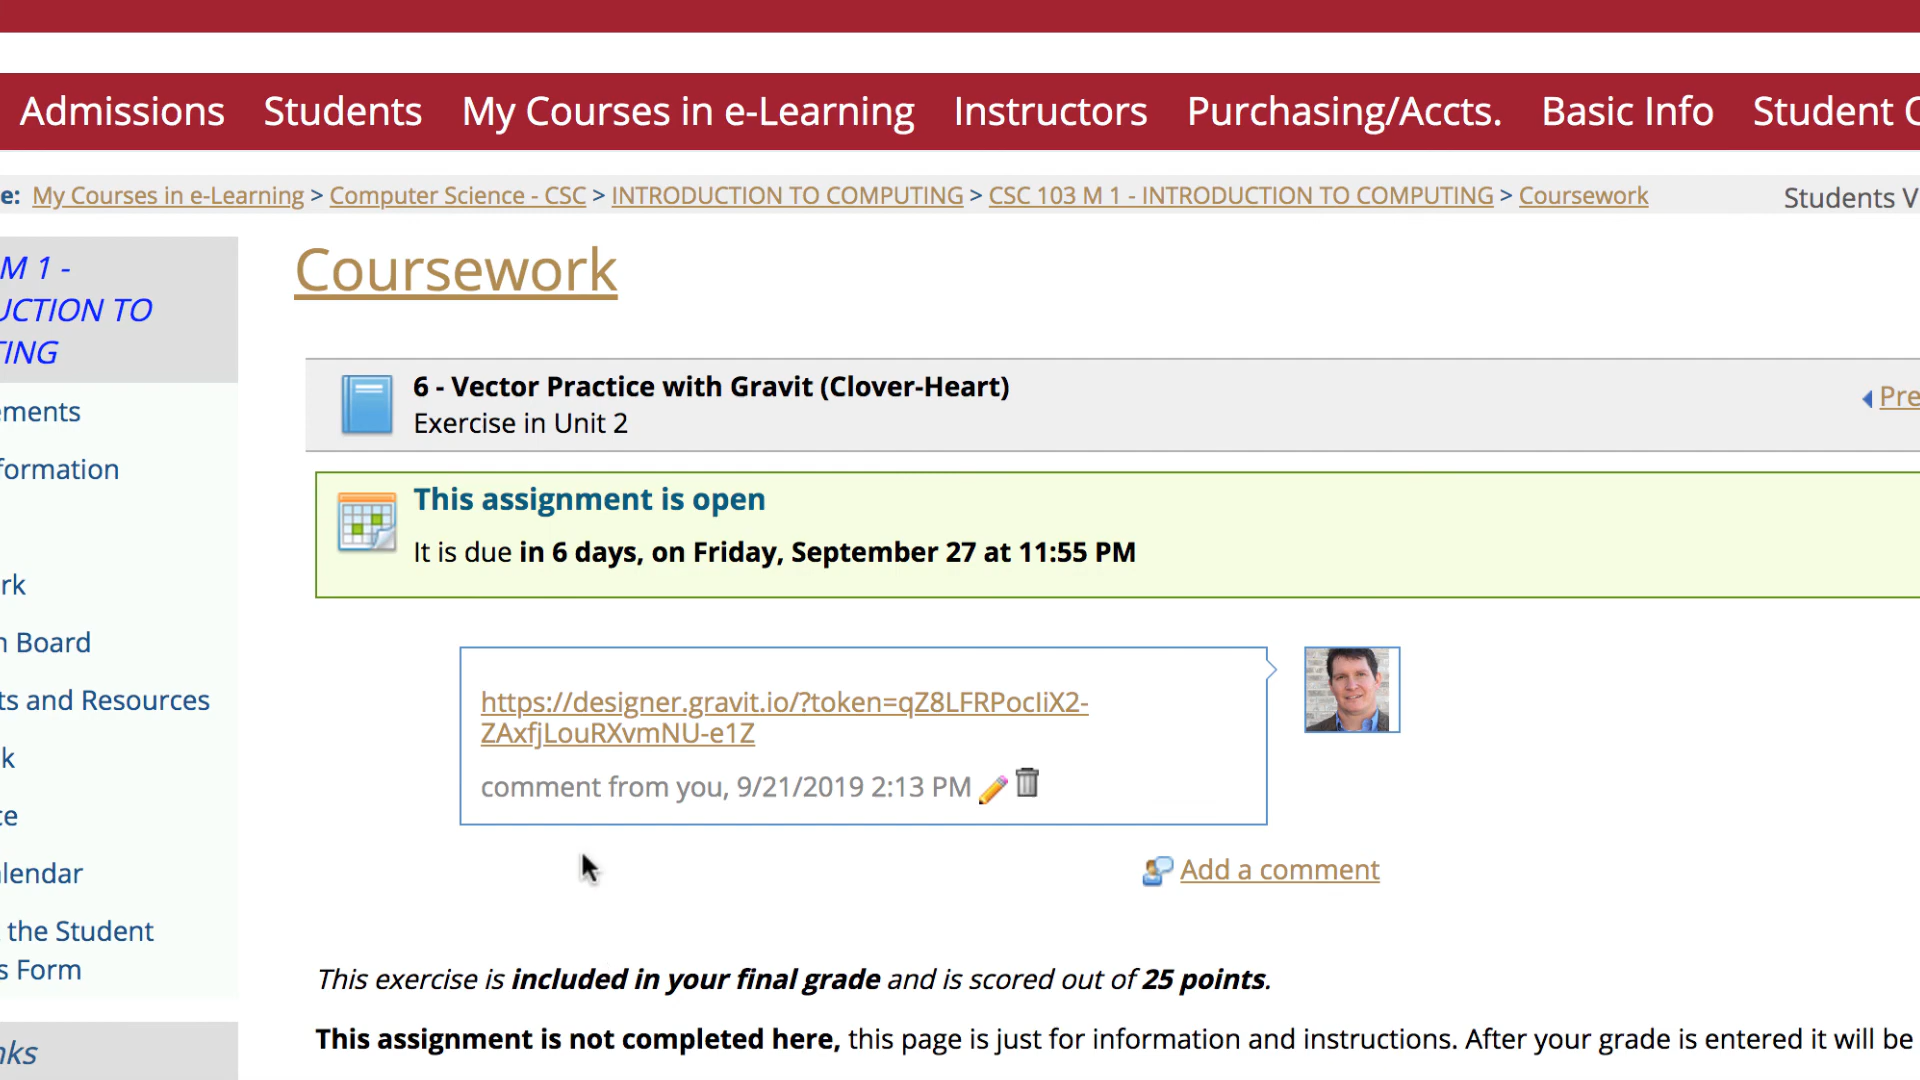 Admissions Students My Courses in e-Learning Instructors Purchasing/Accts. Basic Info Student
e: My Courses in e-Learning > Computer Science - CSC > INTRODUCTION TO COMPUTING > CSC 103 M 1 - INTRODUCTION TO COMPUTING > Coursework Students V
M 1 -
UCTION TO
TING
ements
formation
rk
n Board
ts and Resources
k
ce
lendar
the Student
s Form
nks
Coursework
6 - Vector Practice with Gravit (Clover-Heart)
Exercise in Unit 2
Pre
This assignment is open
It is due in 6 days, on Friday, September 27 at 11:55 PM
https://designer.gravit.io/?token=qZ8LFRPocIiX2-
ZAxfjLouRXvmNU-e1Z
comment from you, 9/21/2019 2:13 PM
Add a comment
This exercise is included in your final grade and is scored out of 25 points.
This assignment is not completed here, this page is just for information and instructions. After your grade is entered it will be